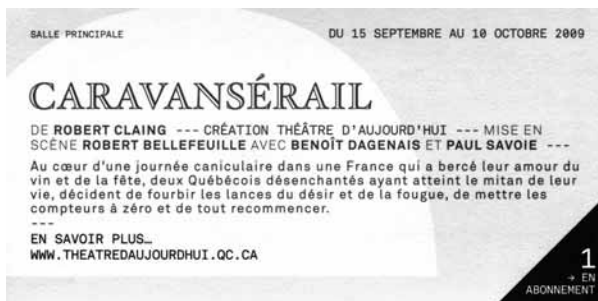 SALLE PRINCIPALE
DU 15 SEPTEMBRE AU 10 OCTOBRE 2009
CARAVANSÉRAIL
DE ROBERT CLAING --- CRÉATION THÉÂTRE D'AUJOURD'HUI --- MISE EN
SCÈNE ROBERT BELLEFEUILLE AVEC BENOÎT DAGENAIS ET PAUL SAVOIE ---
Au cœur d'une journée caniculaire dans une France qui a bercé leur amour du
vin et de la fête, deux Québécois désenchantés ayant atteint le mitan de leur
vie, décident de fourbir les lances du désir et de la fougue, de mettre les
compteurs à zéro et de tout recommencer.
---
EN SAVOIR PLUS…
WWW.THEATREDAUJOURDHUI.QC.CA
1
→ EN
ABONNEMENT